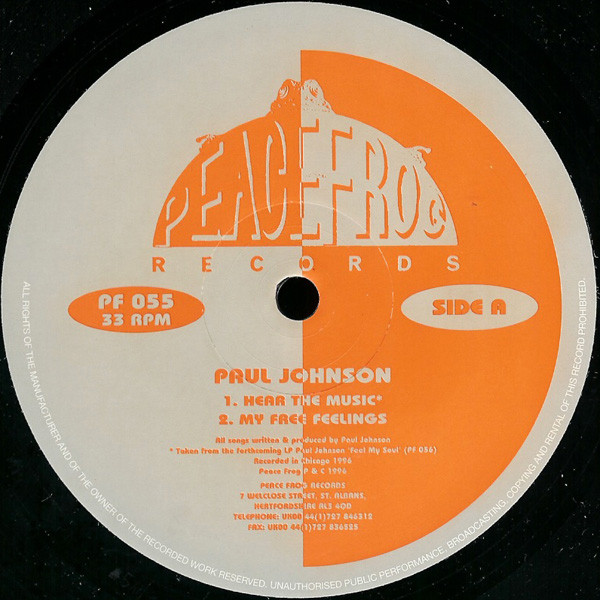 PEACEFROG
RECORDS
PF 055
33 RPM
SIDE A
PAUL JOHNSON
1. HEAR THE MUSIC*
2. MY FREE FEELINGS
All songs written & produced by Paul Johnson
* Taken from the forthcoming LP Paul Johnson 'Feel My Soul' (PF 056)
Recorded in Chicago 1996
Peace Frog P & C 1996
PEACE FROG RECORDS
7 WELLCLOSE STREET, ST. ALBANS,
HERTFORDSHIRE AL3 4QD
TELEPHONE: UK00 44(1)727 846312
FAX: UK00 44(1)727 836525
ALL RIGHTS OF THE MANUFACTURER AND OF THE OWNER OF THE RECORDED WORK RESERVED. UNAUTHORISED PUBLIC PERFORMANCE, BROADCASTING, COPYING AND RENTAL OF THIS RECORD PROHIBITED.